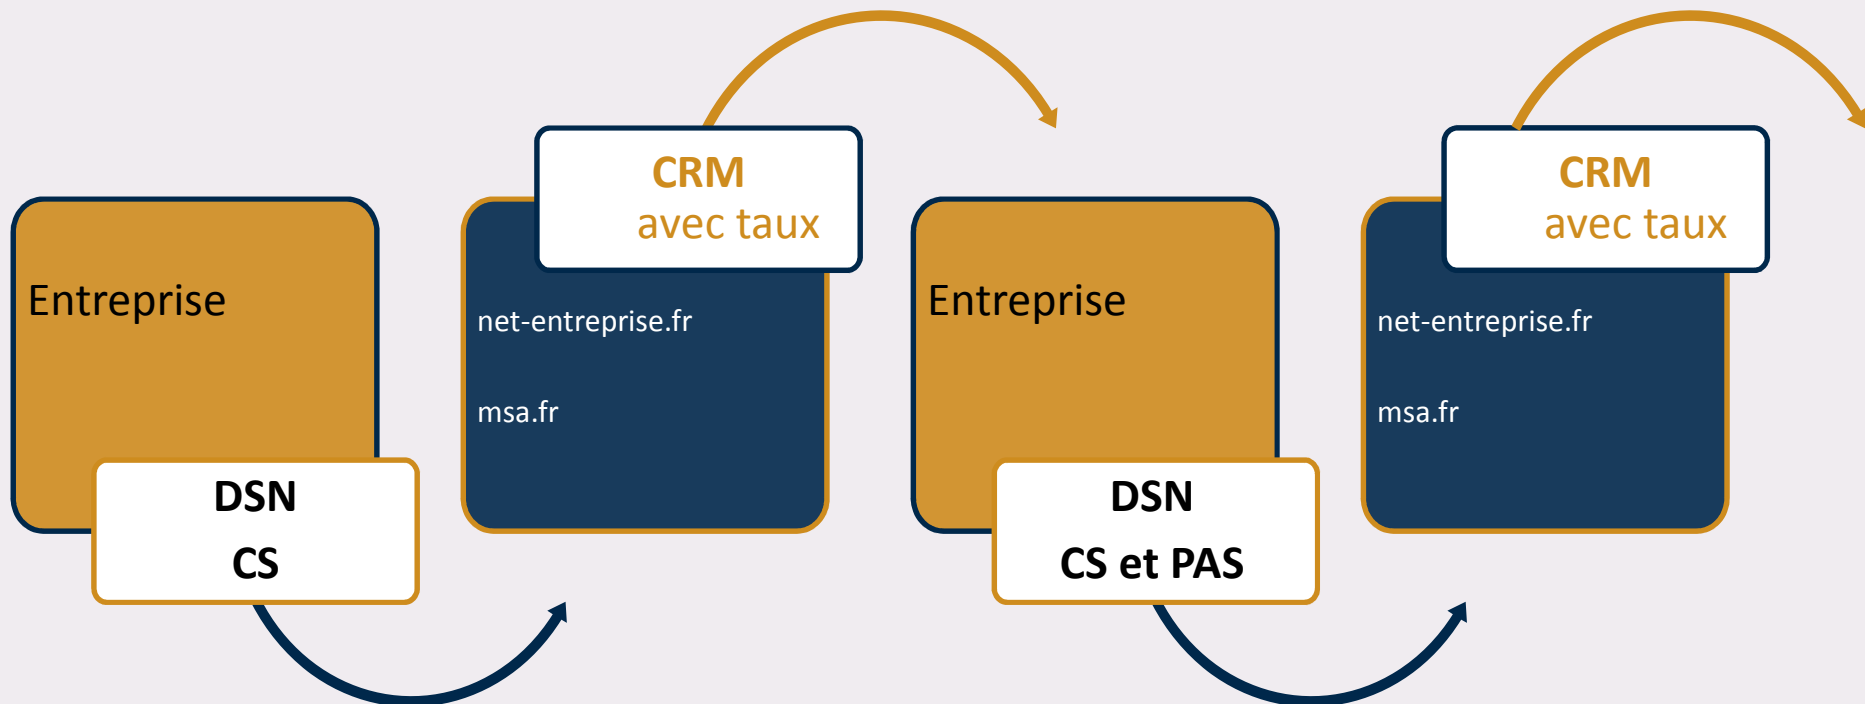 Entreprise
DSN
CS
CRM
avec taux
net-entreprise.fr
msa.fr
Entreprise
DSN
CS et PAS
CRM
avec taux
net-entreprise.fr
msa.fr